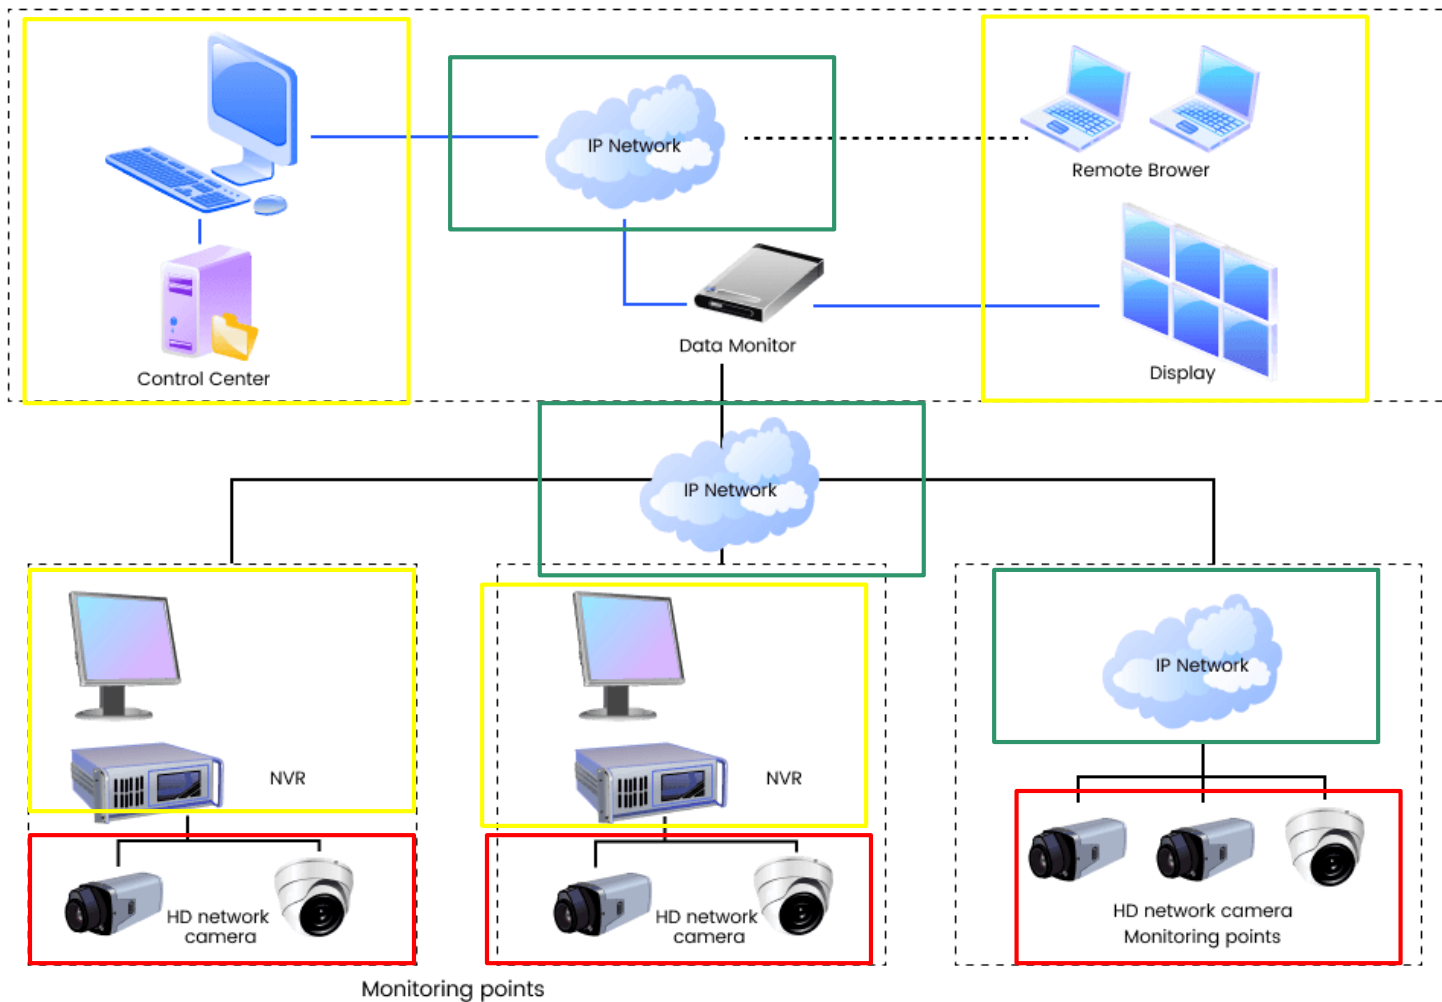 IP Network
Remote Brower
Control Center
Data Monitor
Display
IP Network
IP Network
NVR
NVR
HD network
camera
HD network
camera
HD network camera
Monitoring points
Monitoring points